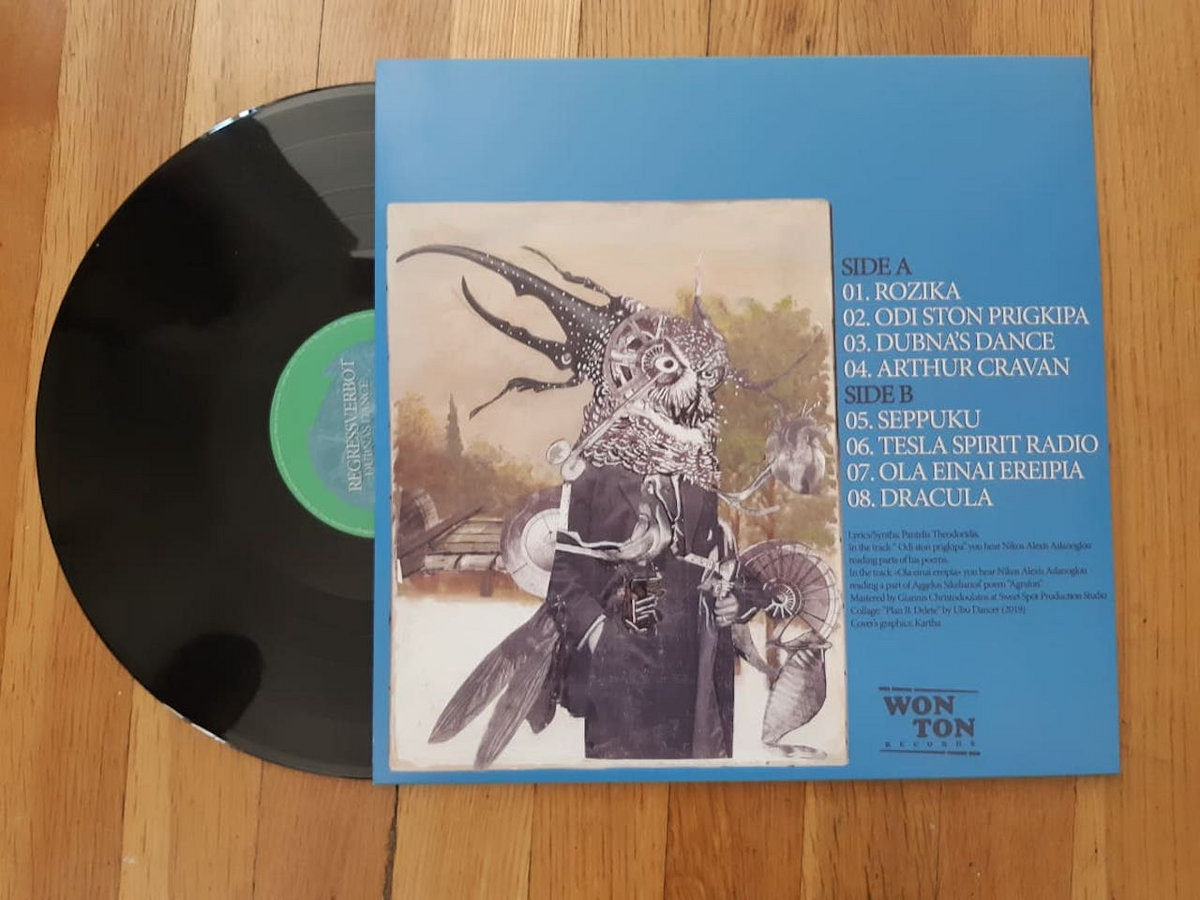 REGRESSVERBOT
DUBNA'S DANCE
SIDE A
01. ROZIKA
02. ODI STON PRIGKIPA
03. DUBNA'S DANCE
04. ARTHUR CRAVAN
SIDE B
05. SEPPUKU
06. TESLA SPIRIT RADIO
07. OLA EINAI EREIPIA
08. DRACULA
Lyrics/Synths: Pantelis Theodoridis.
In the track " Odi ston prigkipa" you hear Nikos Alexis Aslanoglou
reading parts of his poems.
In the track «Ola einai ereipia» you hear Nikos Alexis Aslanoglou
reading a part of Aggelos Sikelianos' poem "Agrafon"
Mastered by Giannis Christodoulatos at Sweet Spot Production Studio
Collage: "Plan B. Delete" by Ubu Dancer (2019)
Cover's graphics: Kartha
WON
TON
RECORDS